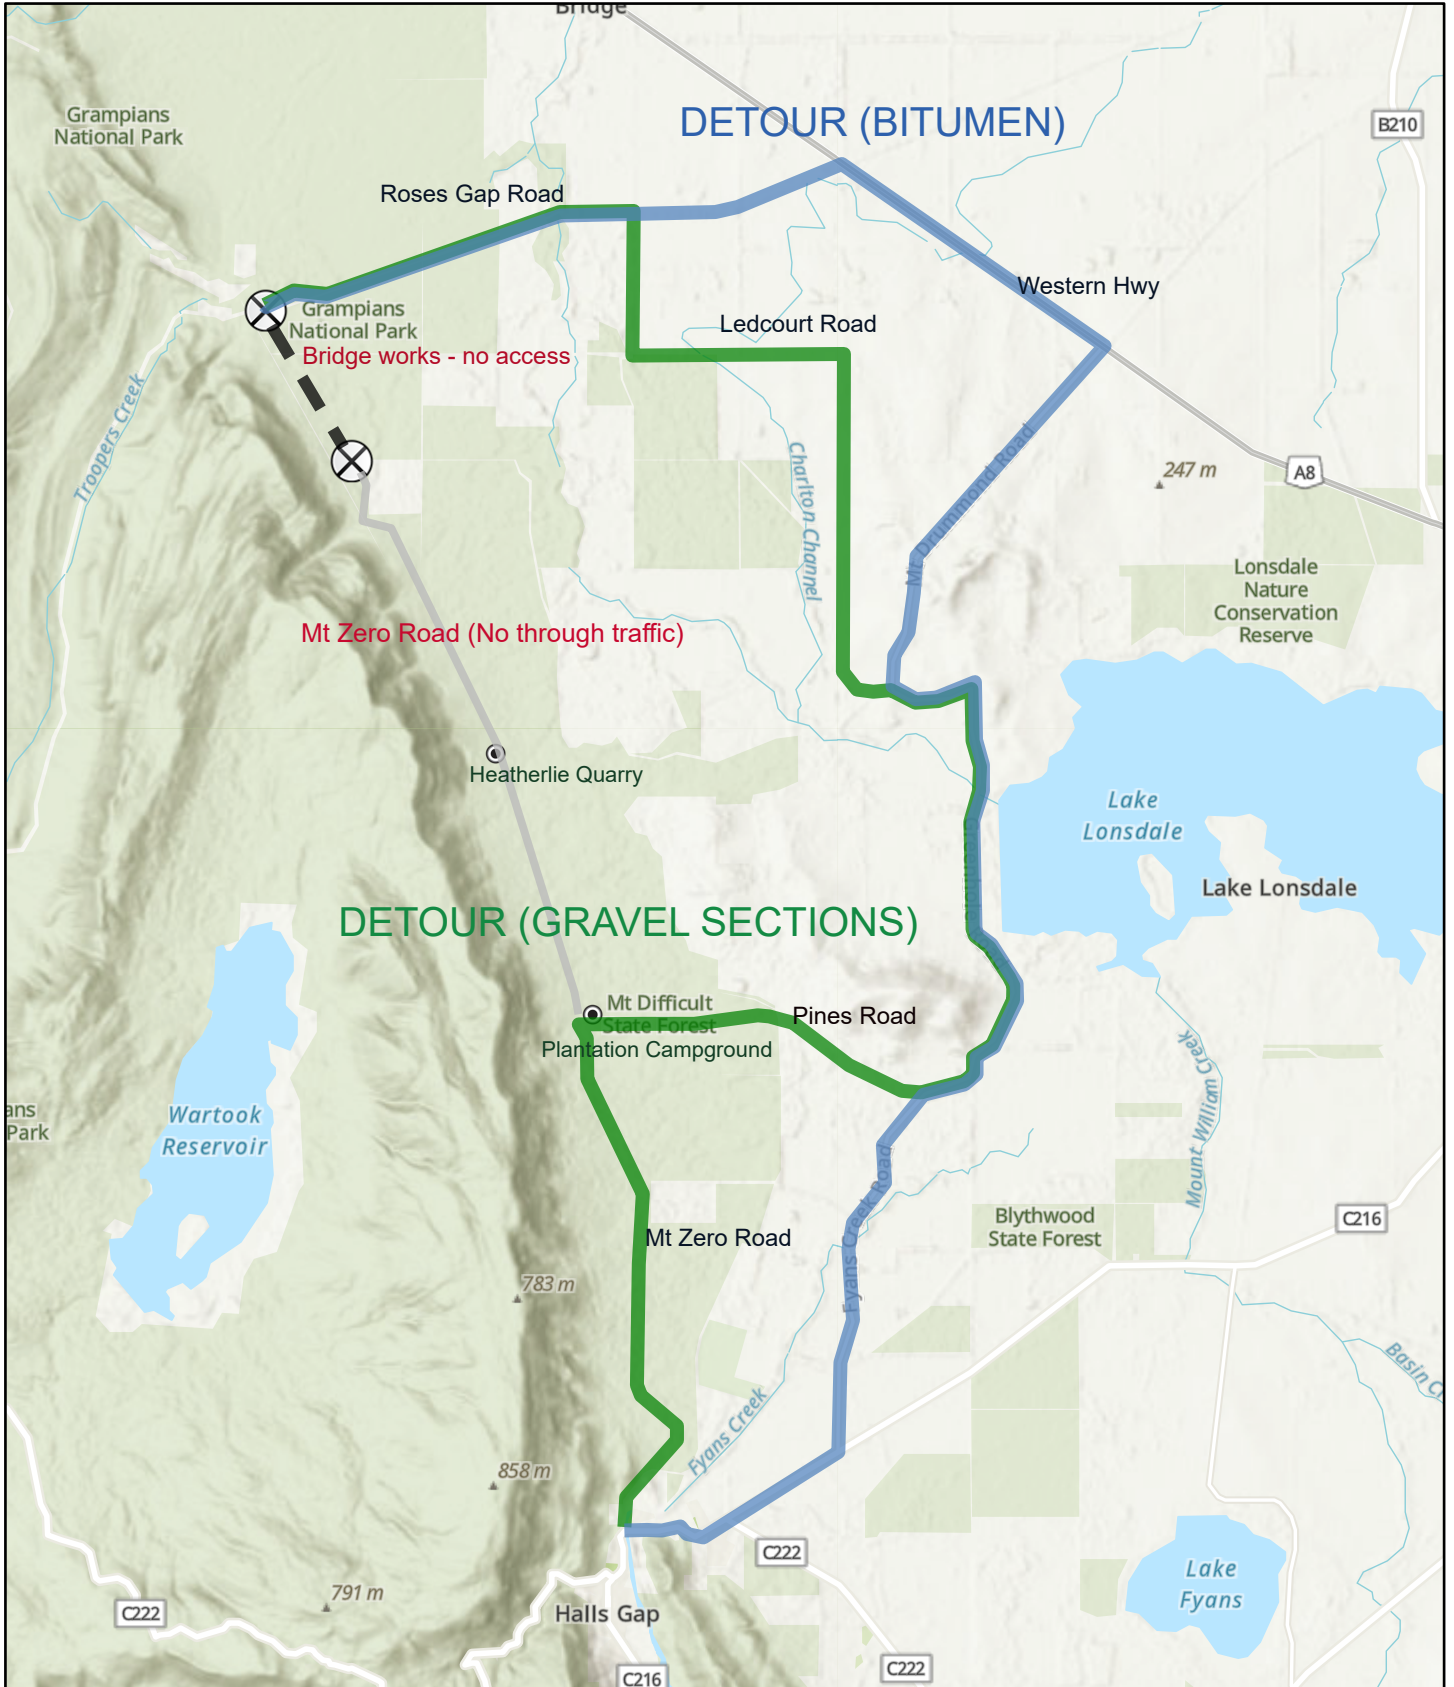 Bridge
Grampians
National Park
DETOUR (BITUMEN)
B210
Roses Gap Road
Western Hwy
Grampians
National Park
Ledcourt Road
Bridge works - no access
Troopers Creek
Charlton Channel
Mt Drummond Road
247 m
A8
Lonsdale
Nature
Conservation
Reserve
Mt Zero Road (No through traffic)
Heatherlie Quarry
Lake
Lonsdale
Lake Lonsdale
DETOUR (GRAVEL SECTIONS)
Mt Difficult
State Forest
Pines Road
Plantation Campground
Mount William Creek
ans
Park
Wartook
Reservoir
Fyans Creek Road
Blythwood
State Forest
C216
Mt Zero Road
783 m
Basin C
Fyans Creek
858 m
C222
Lake
Fyans
791 m
C222
Halls Gap
C222
C216